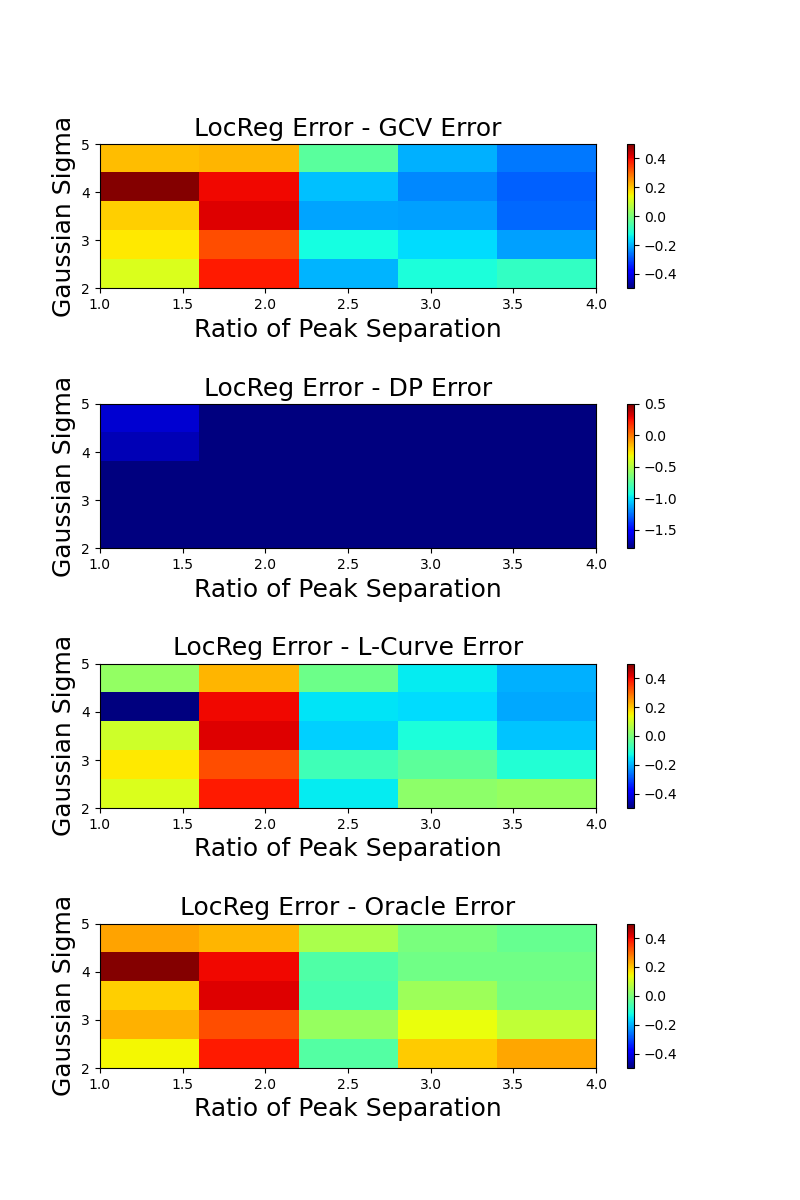 LocReg Error - GCV Error
Gaussian Sigma
5
4
3
2
1.0 1.5 2.0 2.5 3.0 3.5 4.0
Ratio of Peak Separation
0.4
0.2
0.0
−0.2
−0.4
LocReg Error - DP Error
Gaussian Sigma
5
4
3
2
1.0 1.5 2.0 2.5 3.0 3.5 4.0
Ratio of Peak Separation
0.5
0.0
−0.5
−1.0
−1.5
LocReg Error - L-Curve Error
Gaussian Sigma
5
4
3
2
1.0 1.5 2.0 2.5 3.0 3.5 4.0
Ratio of Peak Separation
0.4
0.2
0.0
−0.2
−0.4
LocReg Error - Oracle Error
Gaussian Sigma
5
4
3
2
1.0 1.5 2.0 2.5 3.0 3.5 4.0
Ratio of Peak Separation
0.4
0.2
0.0
−0.2
−0.4